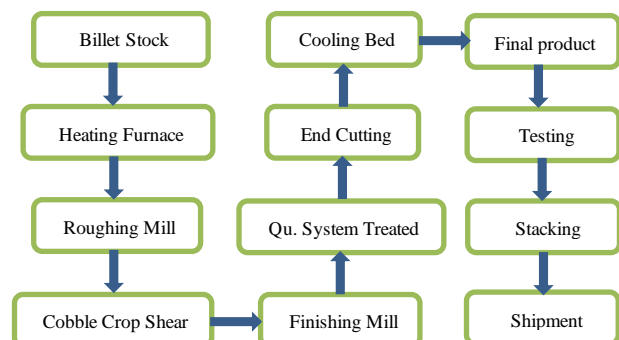 Billet Stock
Heating Furnace
Roughing Mill
Cobble Crop Shear
Finishing Mill
Qu. System Treated
End Cutting
Cooling Bed
Final product
Testing
Stacking
Shipment